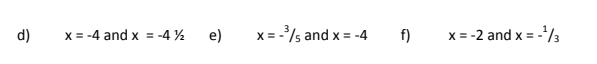 d) x = -4 and x = -4 ½ e) x = -³/₅ and x = -4 f) x = -2 and x = -¹/₃